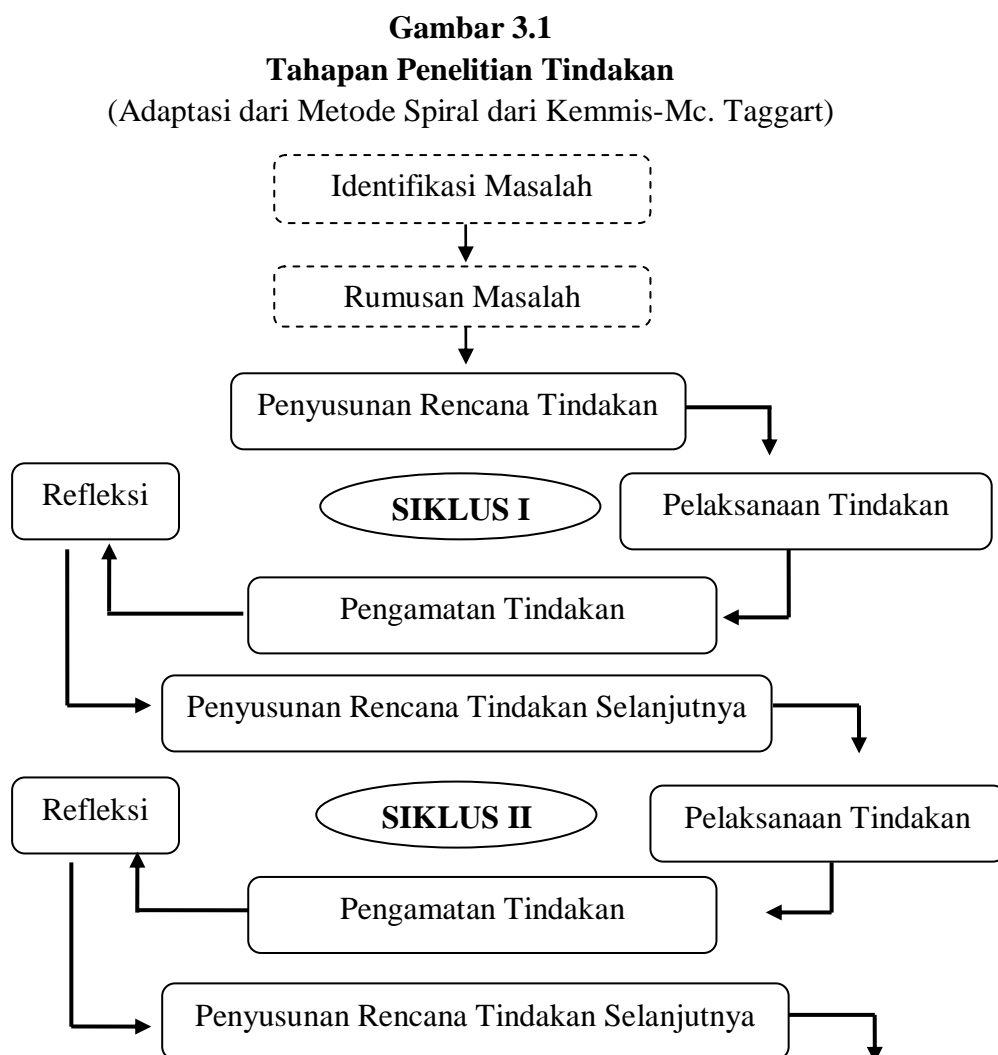 Gambar 3.1
Tahapan Penelitian Tindakan
(Adaptasi dari Metode Spiral dari Kemmis-Mc. Taggart)
Identifikasi Masalah
Rumusan Masalah
Penyusunan Rencana Tindakan
Refleksi
SIKLUS I
Pelaksanaan Tindakan
Pengamatan Tindakan
Penyusunan Rencana Tindakan Selanjutnya
Refleksi
SIKLUS II
Pelaksanaan Tindakan
Pengamatan Tindakan
Penyusunan Rencana Tindakan Selanjutnya